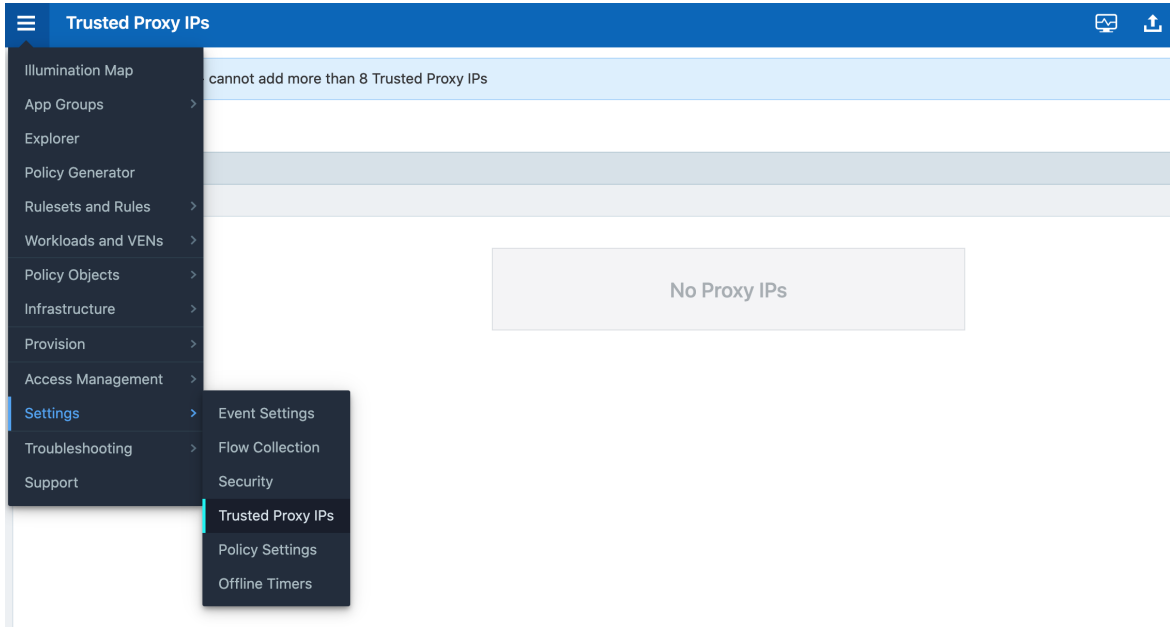 Trusted Proxy IPs
Illumination Map
cannot add more than 8 Trusted Proxy IPs
App Groups
Explorer
Policy Generator
Rulesets and Rules
Workloads and VENs
Policy Objects
Infrastructure
Provision
Access Management
Settings
Troubleshooting
Support
Event Settings
Flow Collection
Security
Trusted Proxy IPs
Policy Settings
Offline Timers
No Proxy IPs